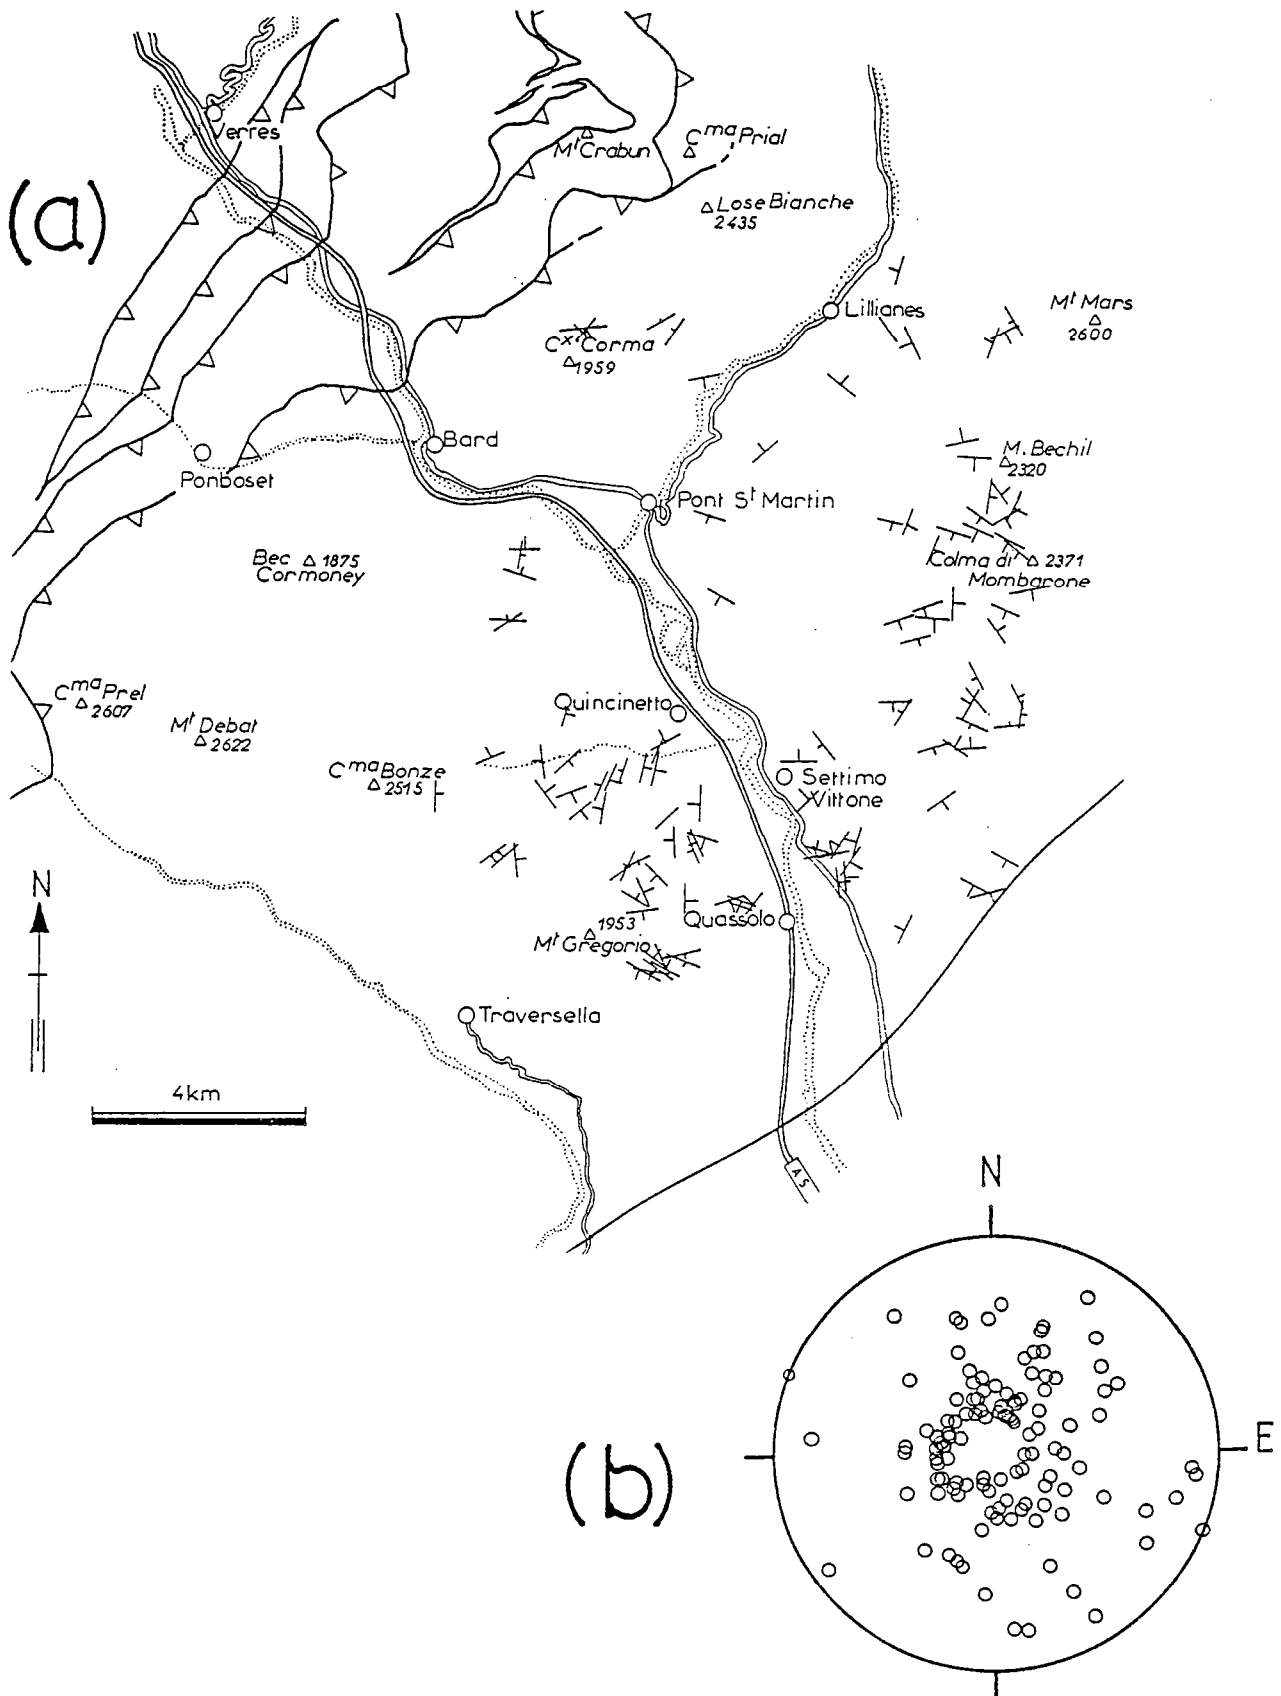 (a)
Verres
Mt Crabun
Cma Prial
Lose Bianche
2435
Lillianes
Mt Mars
2600
Cx Corma
1959
Bard
Ponboset
Pont St Martin
M. Bechil
2320
Bec 1875
Cormoney
Colma di 2371
Mombarone
Cma Prel
2607
Mt Debat
2622
Quincinetto
Cma Bonze
2515
Settimo
Vittone
N
1953
Mt Gregorio
Quassolo
Traversella
4km
A5
N
E
(b)